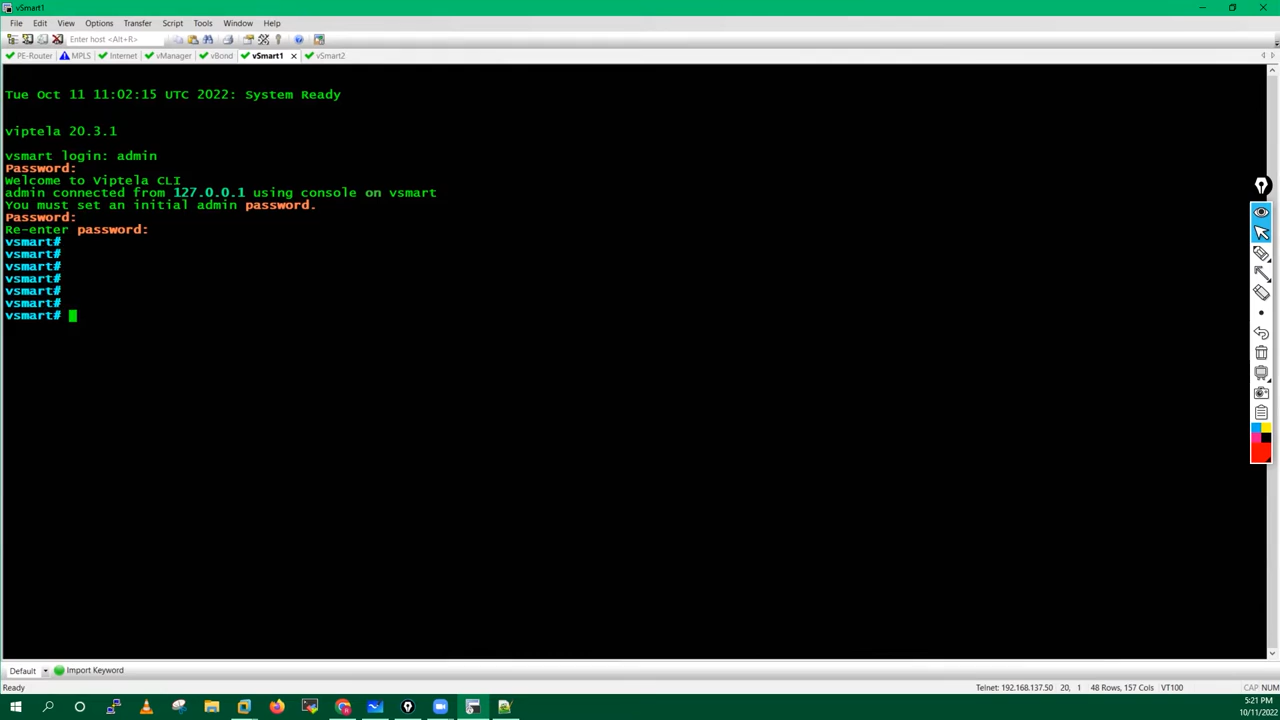 vSmart1
File Edit View Options Transfer Script Tools Window Help
Enter host <Alt+R>
PE-Router MPLS Internet vManager vBond vSmart1 vSmart2
Tue Oct 11 11:02:15 UTC 2022: System Ready
viptela 20.3.1
vsmart login: admin
Password:
Welcome to Viptela CLI
admin connected from 127.0.0.1 using console on vsmart
You must set an initial admin password.
Password:
Re-enter password:
vsmart#
vsmart#
vsmart#
vsmart#
vsmart#
vsmart#
vsmart#
Default Import Keyword
Ready Telnet: 192.168.137.50 20, 1 48 Rows, 157 Cols VT100 CAP NUM
5:21 PM
10/11/2022